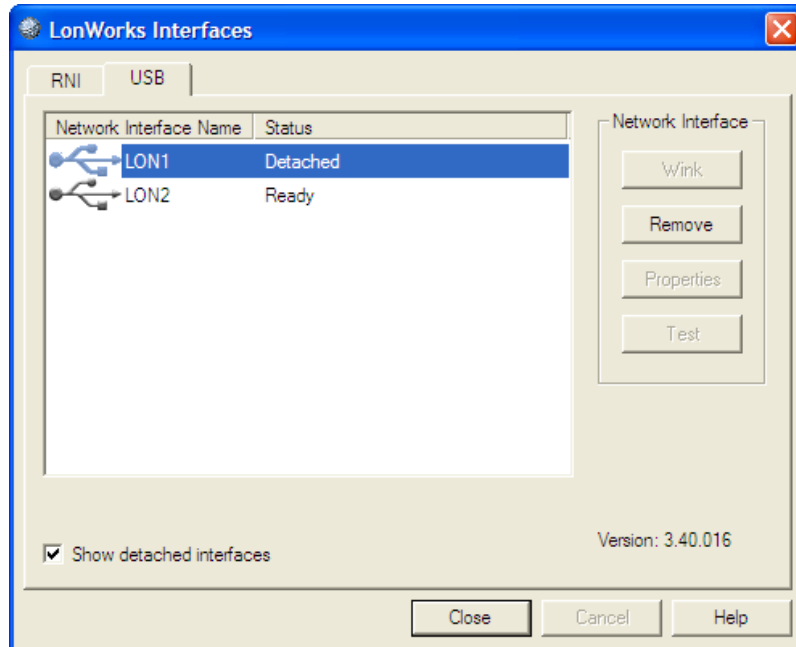 LonWorks Interfaces
RNI USB
Network Interface Name Status
LON1 Detached
LON2 Ready
Network Interface
Wink
Remove
Properties
Test
Show detached interfaces
Version: 3.40.016
Close Cancel Help